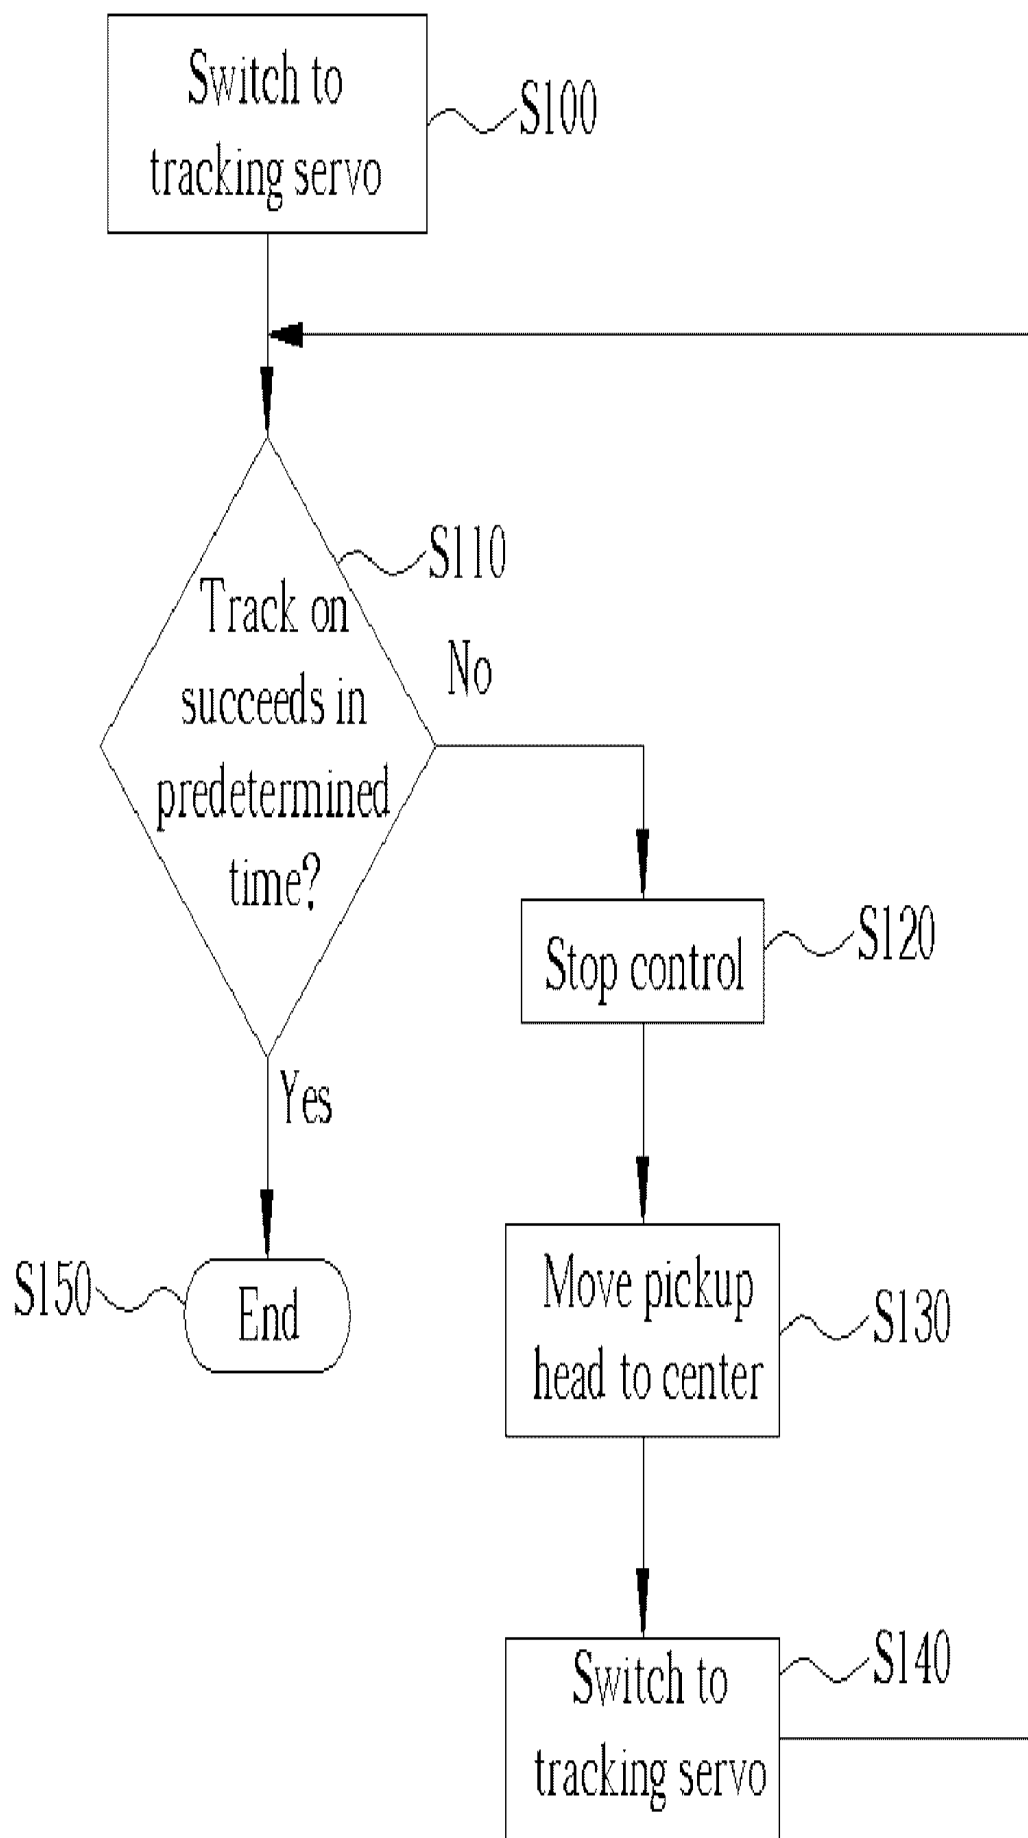 Switch to
tracking servo
S100
S110
Track on
succeeds in
predetermined
time?
No
Yes
Stop control
S120
S150
End
Move pickup
head to center
S130
Switch to
tracking servo
S140